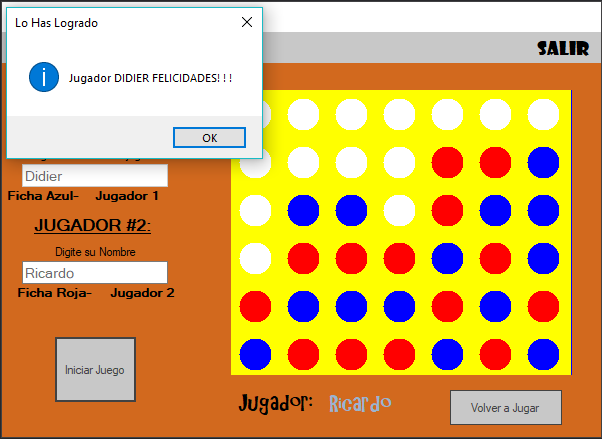 Lo Has Logrado
Jugador DIDIER FELICIDADES!!!
OK
SALIR
Didier
Ficha Azul- Jugador 1
JUGADOR #2:
Digite su Nombre
Ricardo
Ficha Roja- Jugador 2
Iniciar Juego
Jugador: Ricardo
Volver a Jugar